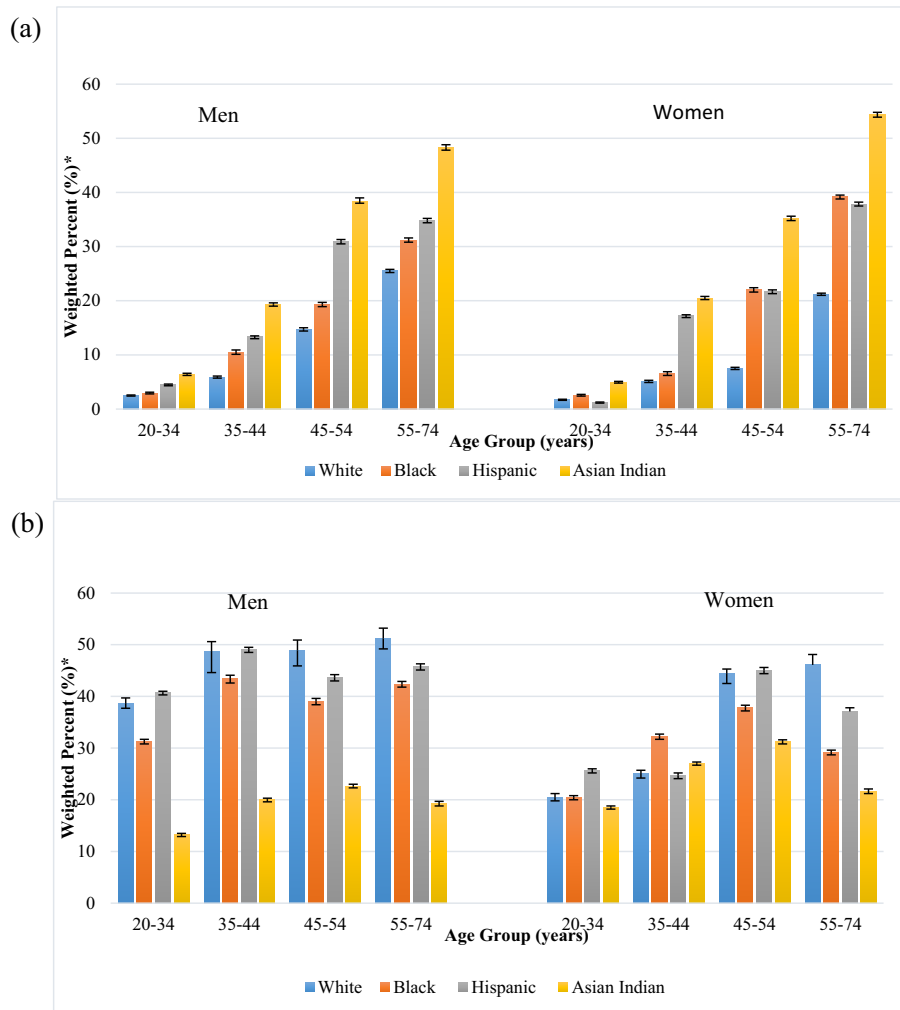 (a)
Men
Women
Weighted Percent (%)*
60
50
40
30
20
10
0
20-34 35-44 45-54 55-74 20-34 35-44 45-54 55-74
Age Group (years)
White Black Hispanic Asian Indian
(b)
Men
Women
Weighted Percent (%)*
60
50
40
30
20
10
0
20-34 35-44 45-54 55-74 20-34 35-44 45-54 55-74
Age Group (years)
White Black Hispanic Asian Indian